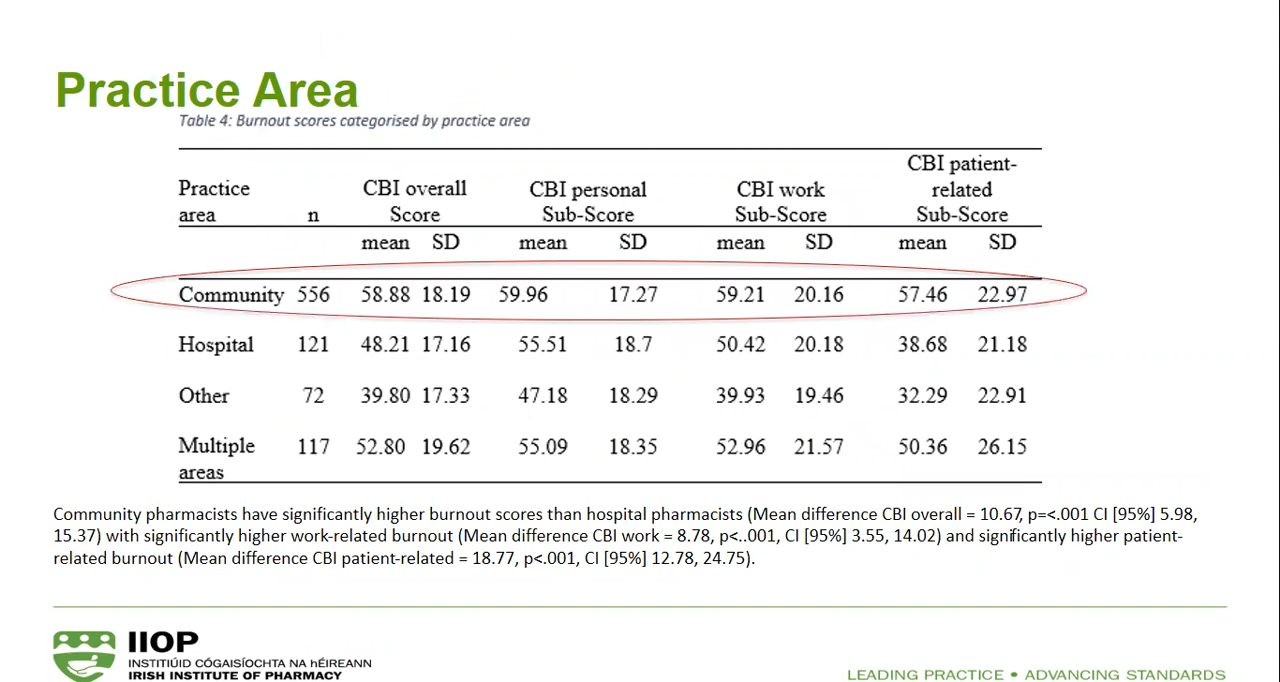 Practice Area
Table 4: Burnout scores categorised by practice area
CBI patient-
Practice CBI overall CBI personal CBI work related
area n Score Sub-Score Sub-Score Sub-Score
mean SD mean SD mean SD mean SD
Community 556 58.88 18.19 59.96 17.27 59.21 20.16 57.46 22.97
Hospital 121 48.21 17.16 55.51 18.7 50.42 20.18 38.68 21.18
Other 72 39.80 17.33 47.18 18.29 39.93 19.46 32.29 22.91
Multiple 117 52.80 19.62 55.09 18.35 52.96 21.57 50.36 26.15
areas
Community pharmacists have significantly higher burnout scores than hospital pharmacists (Mean difference CBI overall = 10.67, p=<.001 CI [95%] 5.98,
15.37) with significantly higher work-related burnout (Mean difference CBI work = 8.78, p<..001, CI [95%] 3.55, 14.02) and significantly higher patient-
related burnout (Mean difference CBI patient-related = 18.77, p<.001, CI [95%] 12.78, 24.75).
IIOP
INSTITIÚID CÓGAISÍOCHTA NA hÉIREANN
IRISH INSTITUTE OF PHARMACY
LEADING PRACTICE • ADVANCING STANDARDS